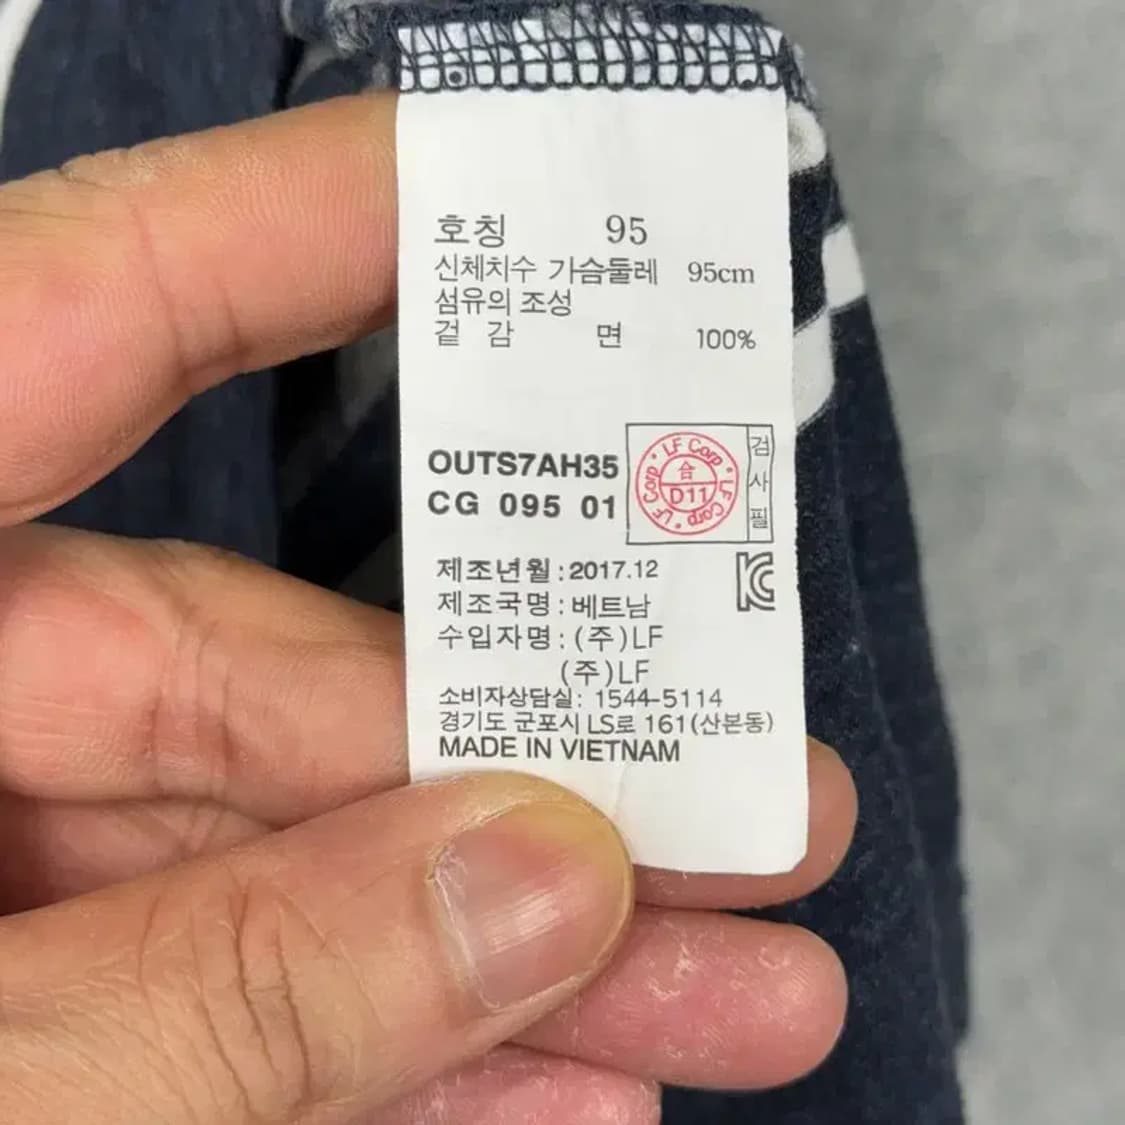 호칭 95
신체치수 가슴둘레 95cm
섬유의 조성
겉 감 면 100%
OUTS7AH35
CG 095 01
LF Corp · LF Corp · LF Corp ·
合
D11
검사필
제조년월 : 2017.12
KC
제조국명 : 베트남
수입자명 : (주)LF
(주)LF
소비자상담실: 1544-5114
경기도 군포시 LS로 161(산본동)
MADE IN VIETNAM